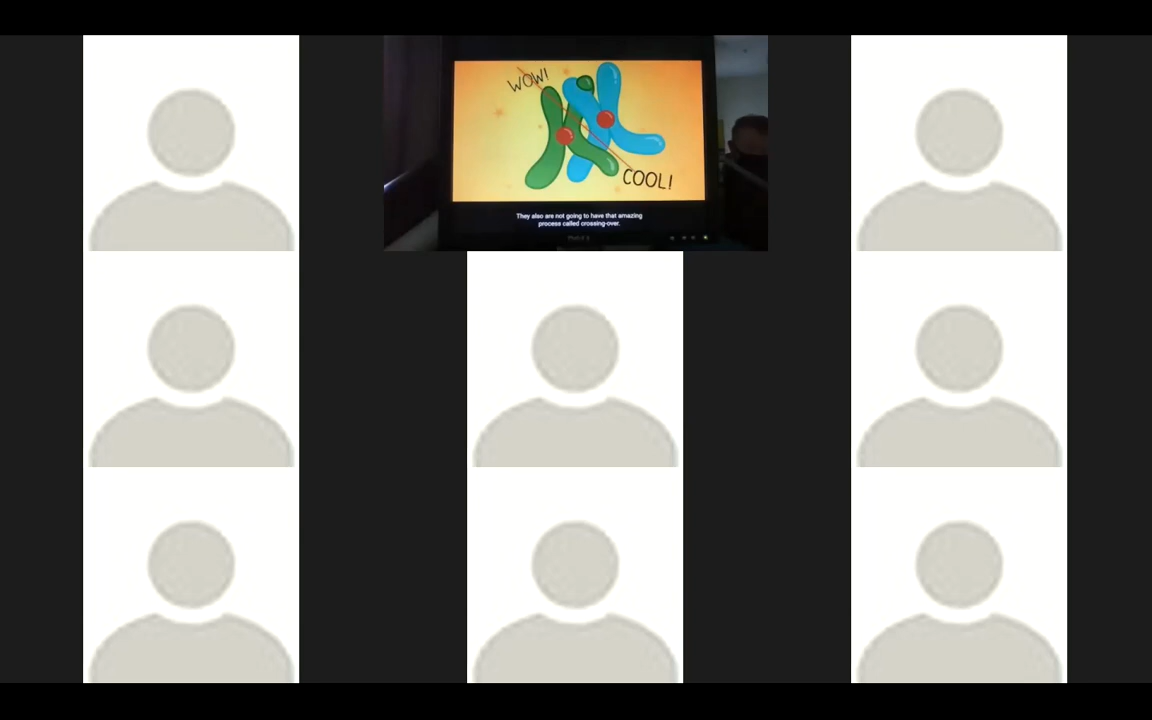 WOW!
COOL!
They also are not going to have that amazing
process called crossing-over.